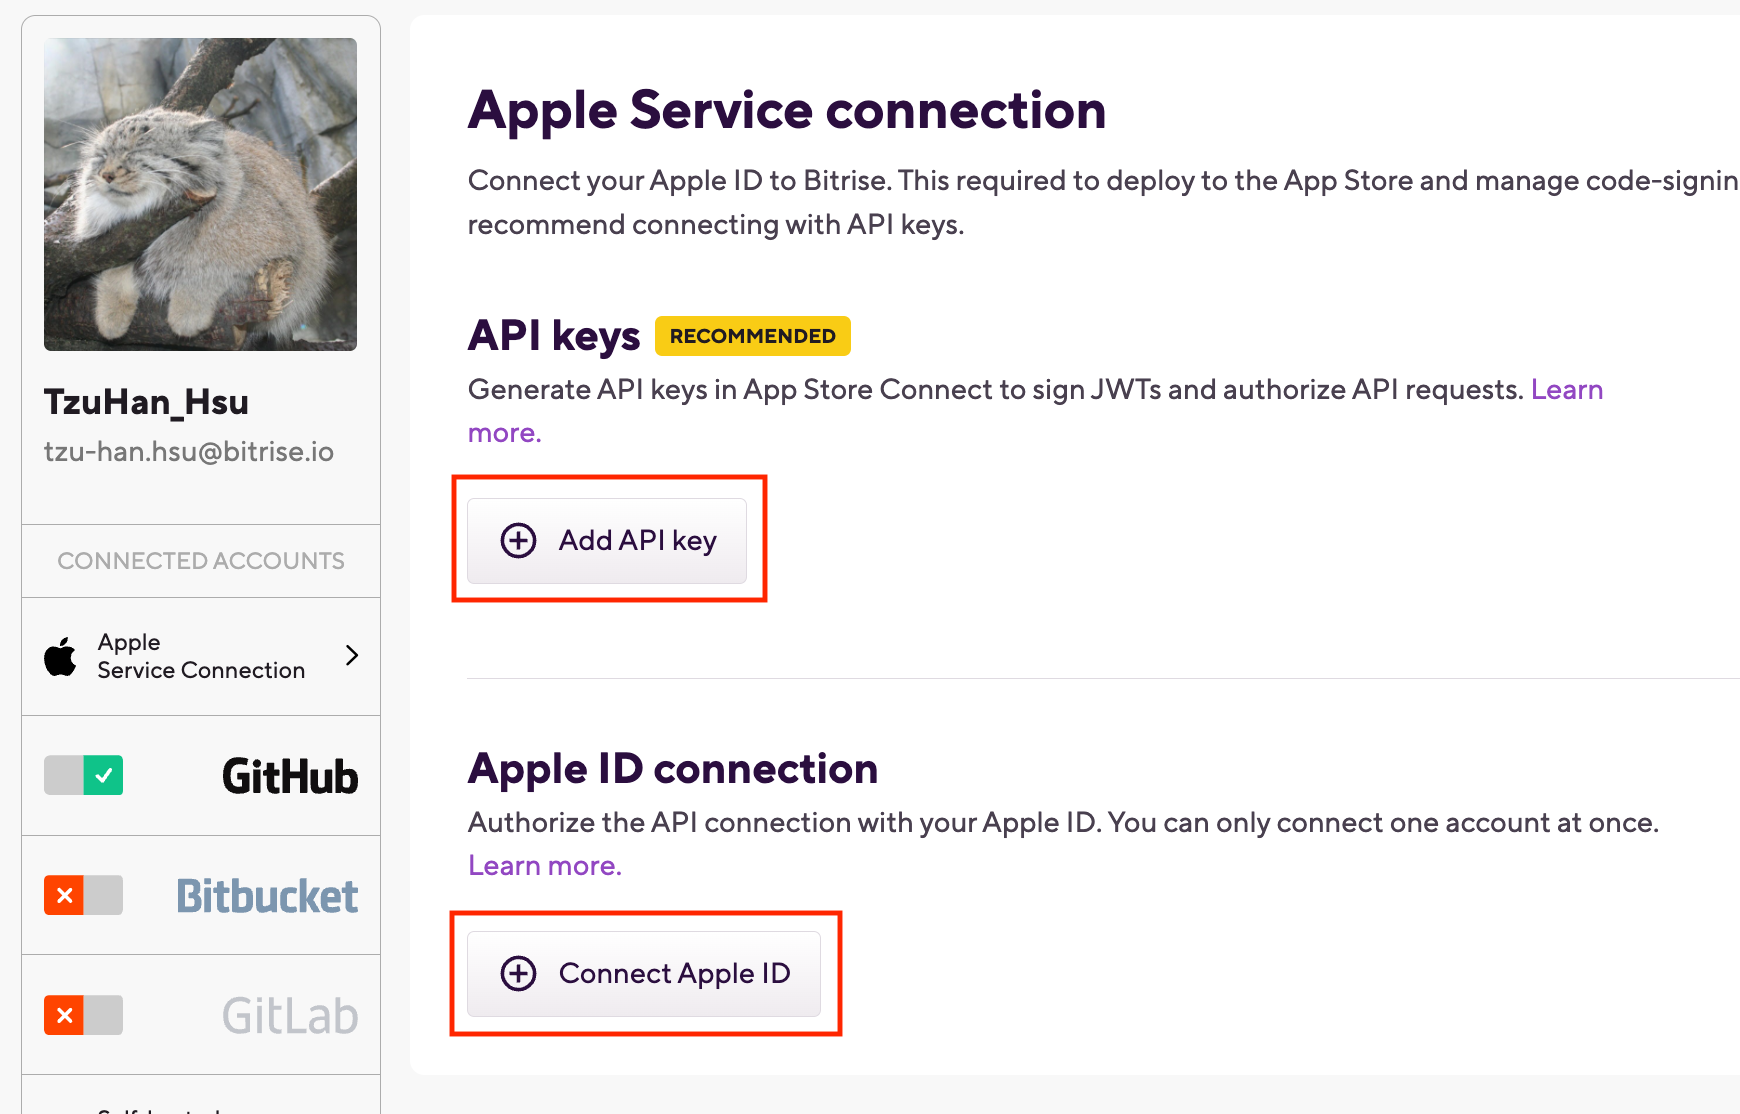 TzuHan_Hsu
tzu-han.hsu@bitrise.io
CONNECTED ACCOUNTS
Apple
Service Connection
GitHub
Bitbucket
GitLab
Apple Service connection
Connect your Apple ID to Bitrise. This required to deploy to the App Store and manage code-signin
recommend connecting with API keys.
API keys RECOMMENDED
Generate API keys in App Store Connect to sign JWTs and authorize API requests. Learn
more.
Add API key
Apple ID connection
Authorize the API connection with your Apple ID. You can only connect one account at once.
Learn more.
Connect Apple ID